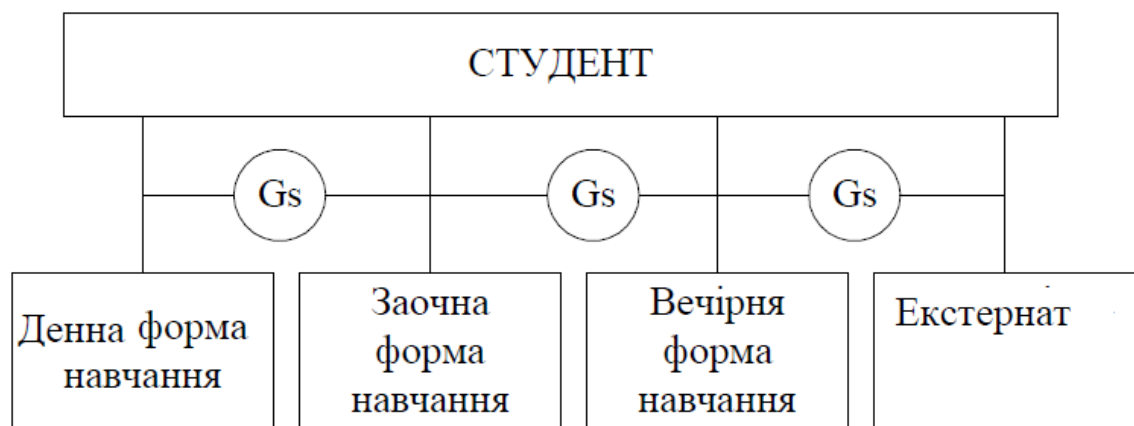 СТУДЕНТ
Gs Gs Gs
Денна форма
навчання
Заочна
форма
навчання
Вечірня
форма
навчання
Екстернат